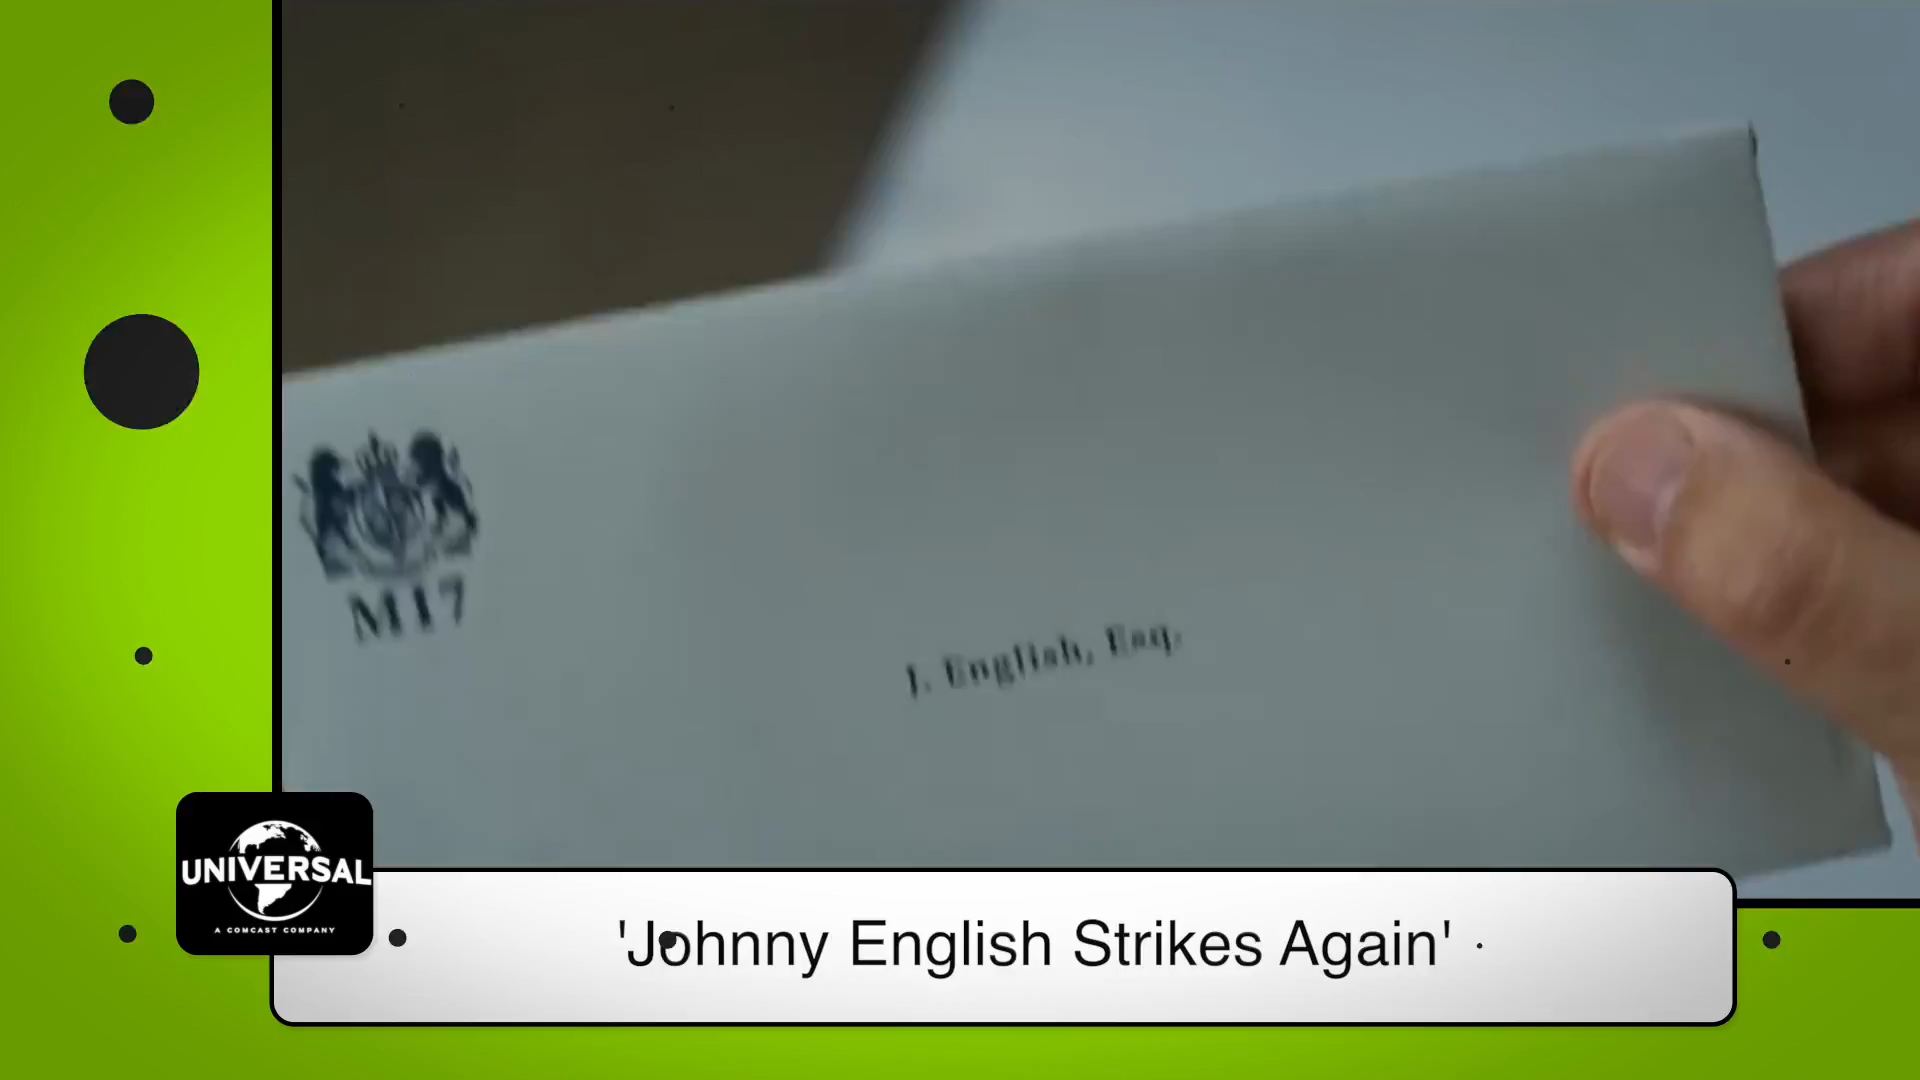 MI7
J. English, Esq.
UNIVERSAL
A COMCAST COMPANY
'Johnny English Strikes Again'